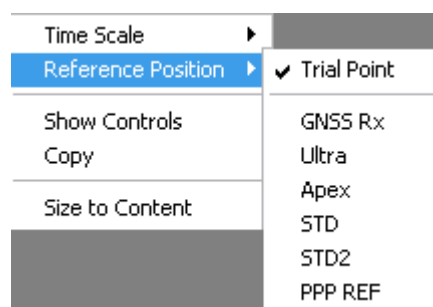 Time Scale
Reference Position
Show Controls
Copy
Size to Content
Trial Point
GNSS Rx
Ultra
Apex
STD
STD2
PPP REF